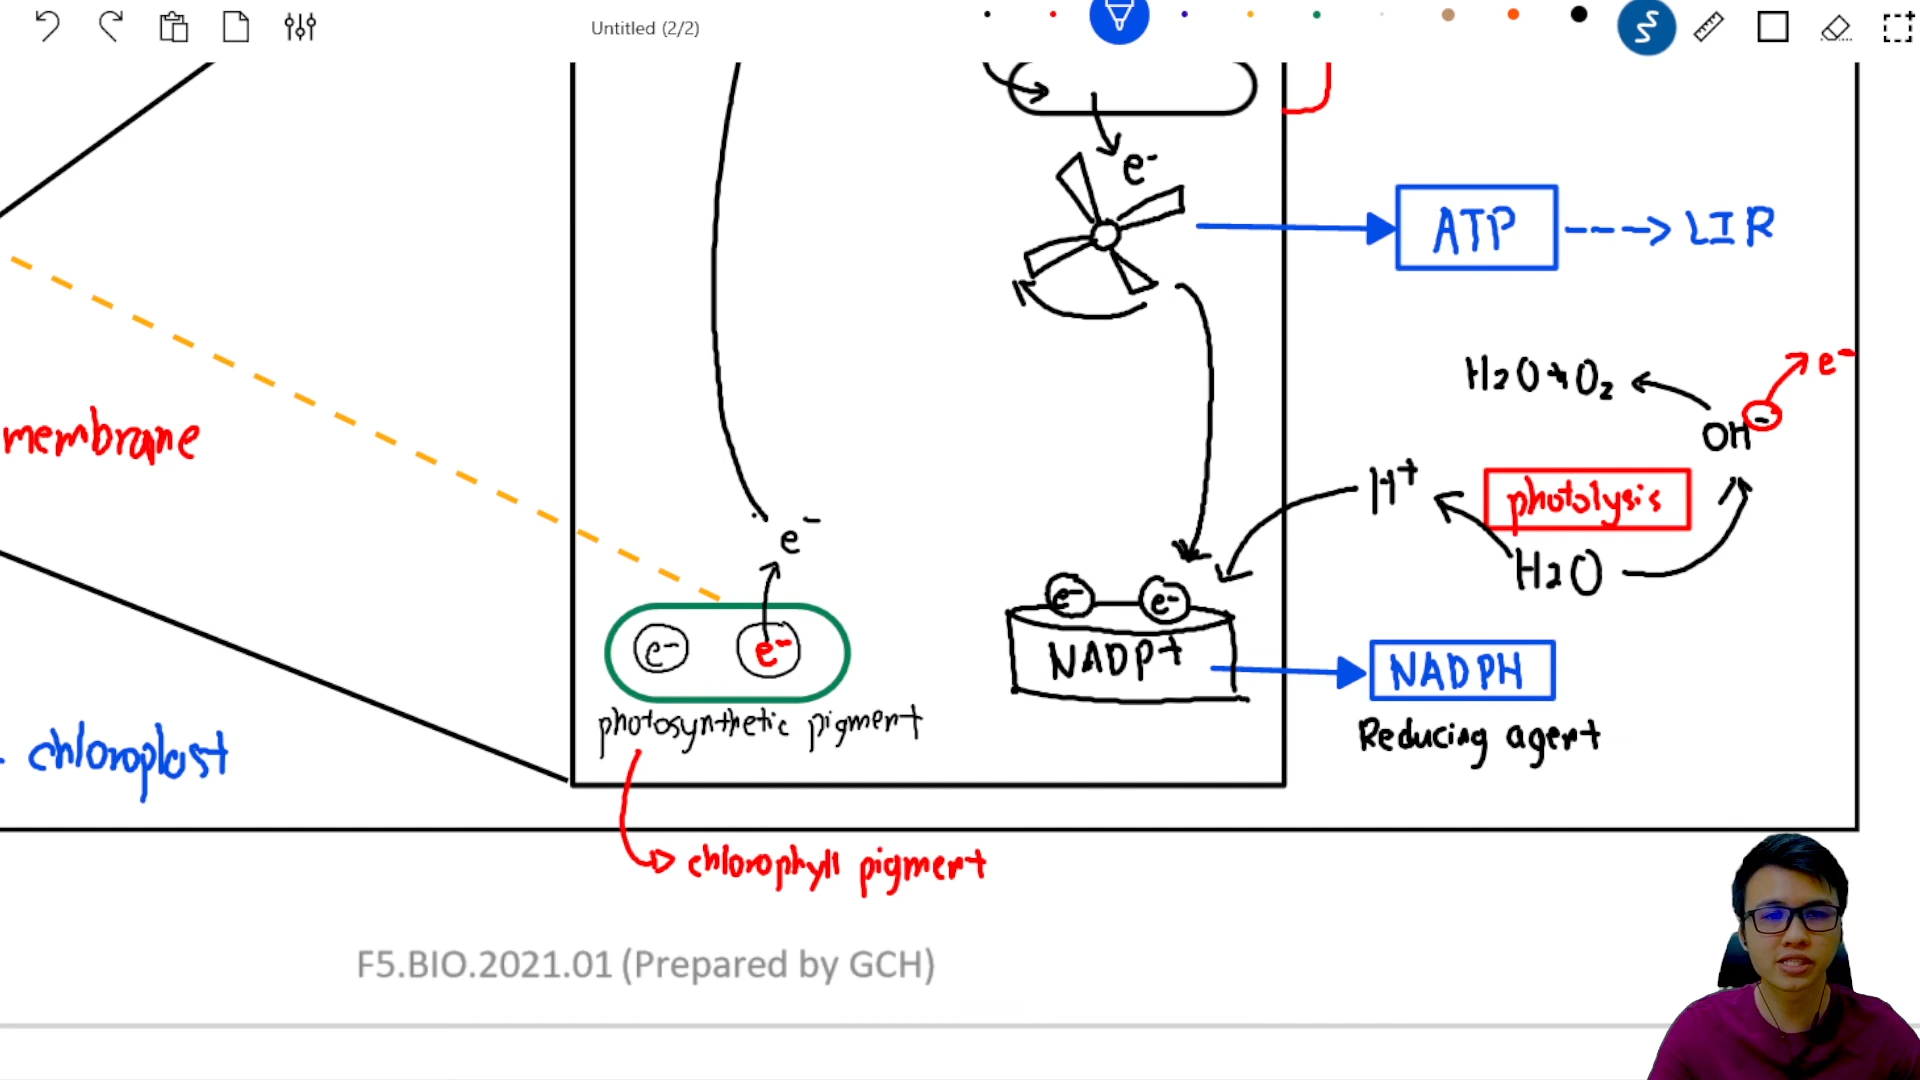 Untitled (2/2)
e-
ATP
LIR
H2O + O2
e-
OH-
membrane
H+
photolysis
e-
H2O
e- e-
e- e-
NADP+
NADPH
photosynthetic pigment
Reducing agent
chloroplast
chlorophyll pigment
F5.BIO.2021.01 (Prepared by GCH)